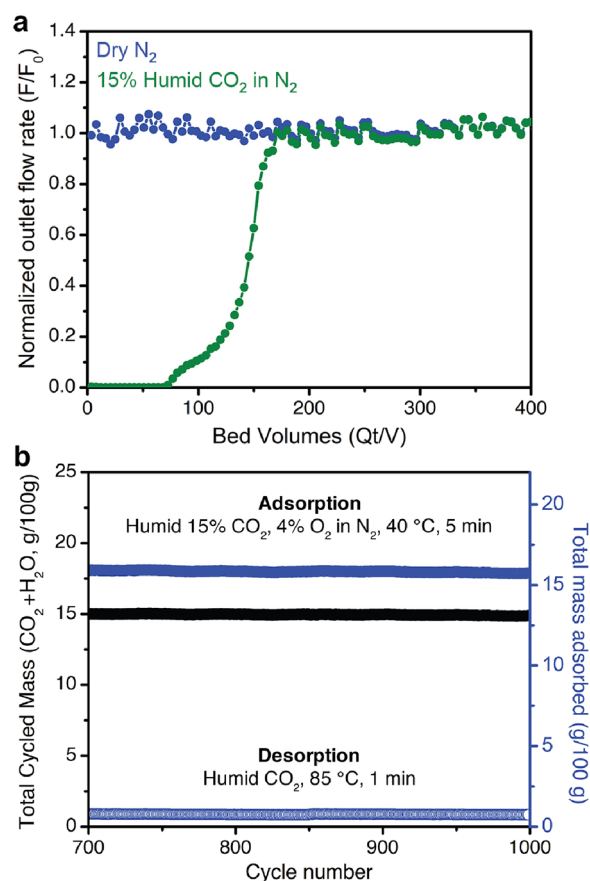 a
Normalized outlet flow rate (F/F₀)
1.4
1.2
1.0
0.8
0.6
0.4
0.2
0.0
Dry N₂
15% Humid CO₂ in N₂
0 100 200 300 400
Bed Volumes (Qt/V)
b
Total Cycled Mass (CO₂+H₂O, g/100g)
25
20
15
10
5
0
Adsorption
Humid 15% CO₂, 4% O₂ in N₂, 40 °C, 5 min
Desorption
Humid CO₂, 85 °C, 1 min
20
15
10
5
0
Total mass adsorbed (g/100 g)
700 800 900 1000
Cycle number